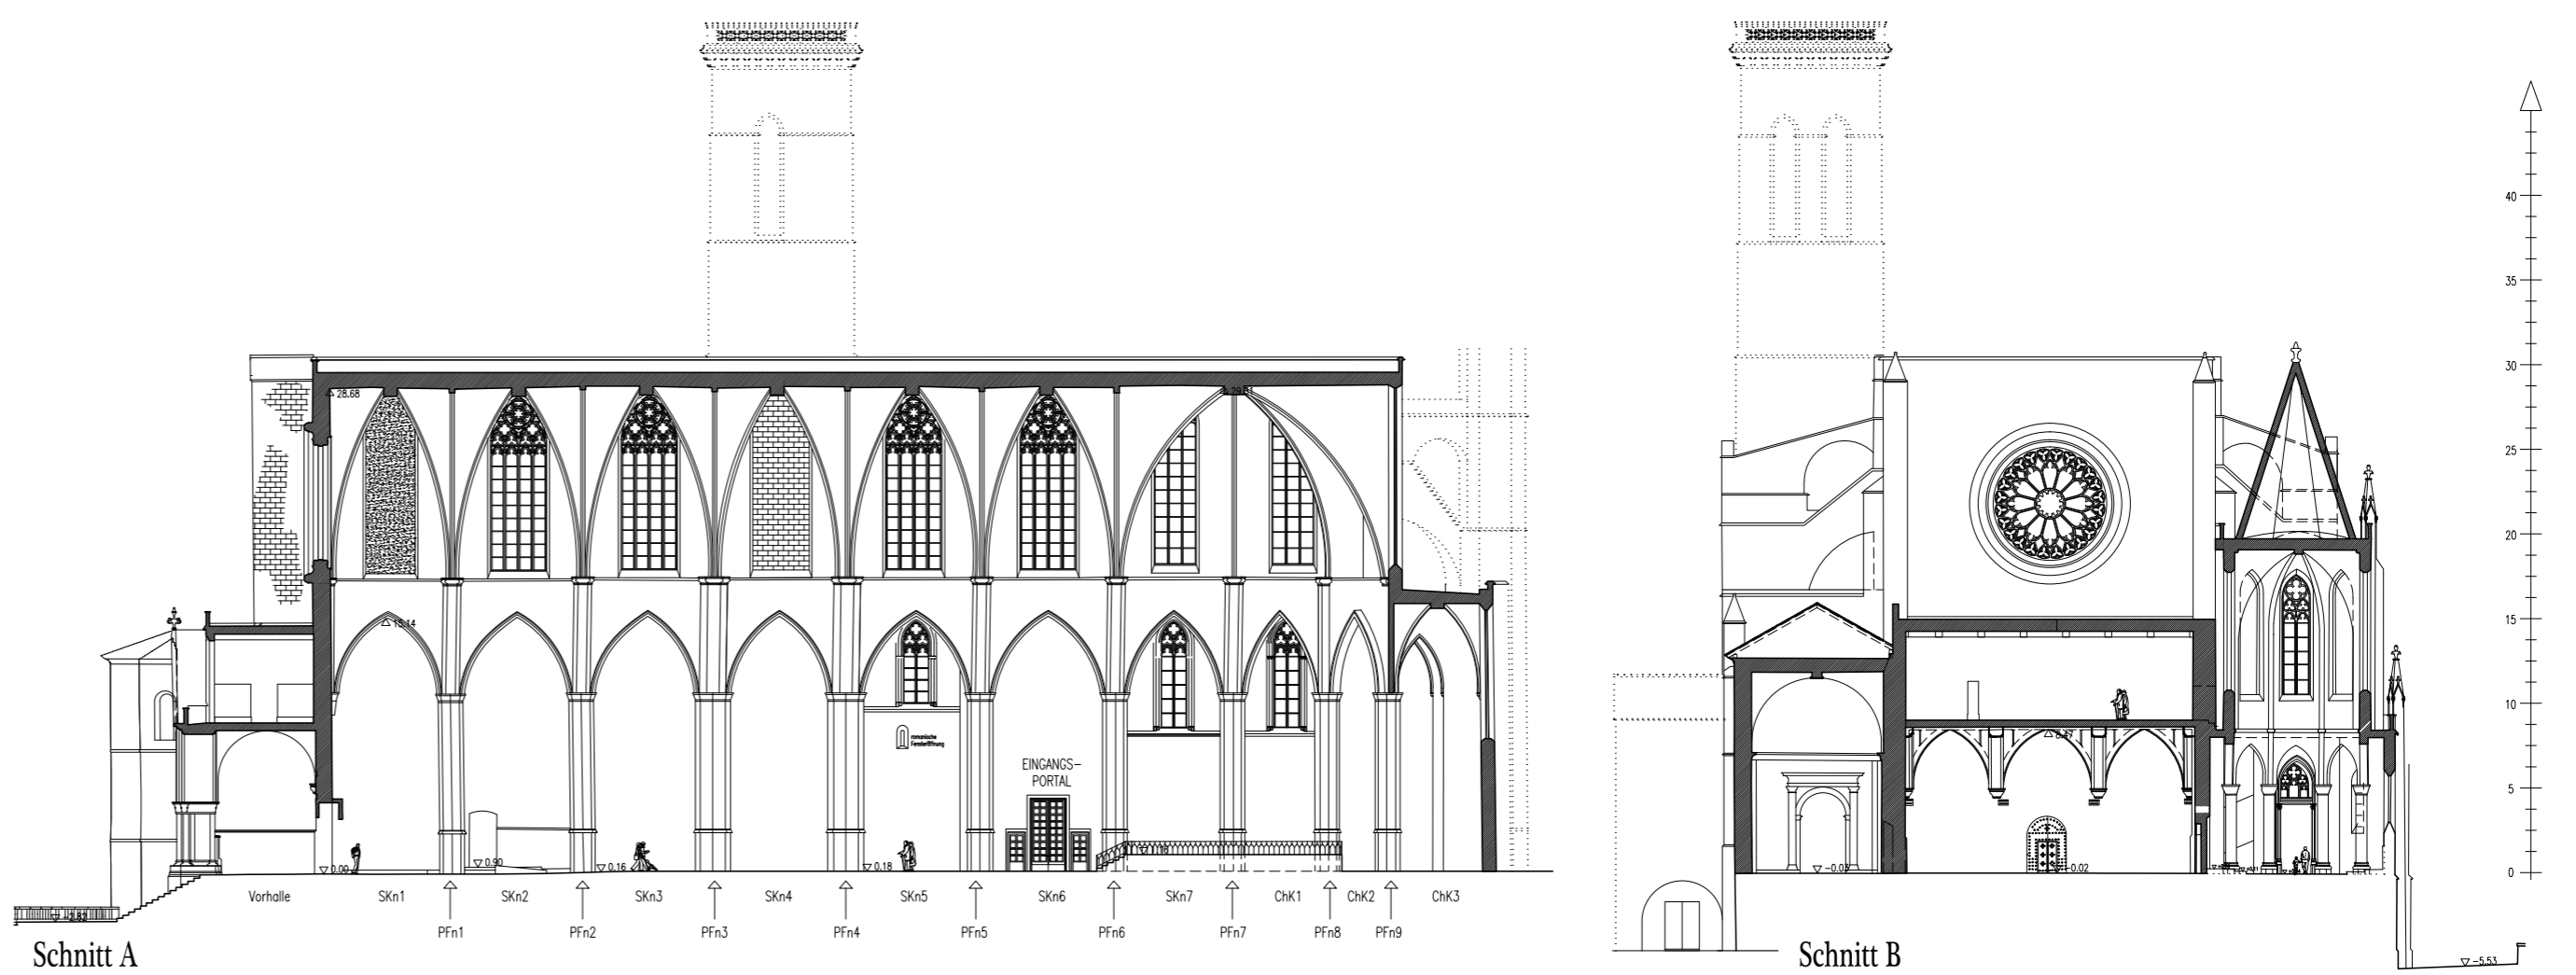 40
35
30
28.68
25
20
15
15.14
10
romanische
Fensteröffnung
EINGANGS-
PORTAL
5
0.00
0.90
0.16
0.18
-0.02
0
Vorhalle SKn1 SKn2 SKn3 SKn4 SKn5 SKn6 SKn7 ChK1 ChK2 ChK3
PFn1 PFn2 PFn3 PFn4 PFn5 PFn6 PFn7 PFn8 PFn9
-2.82
Schnitt A
Schnitt B
-5.53